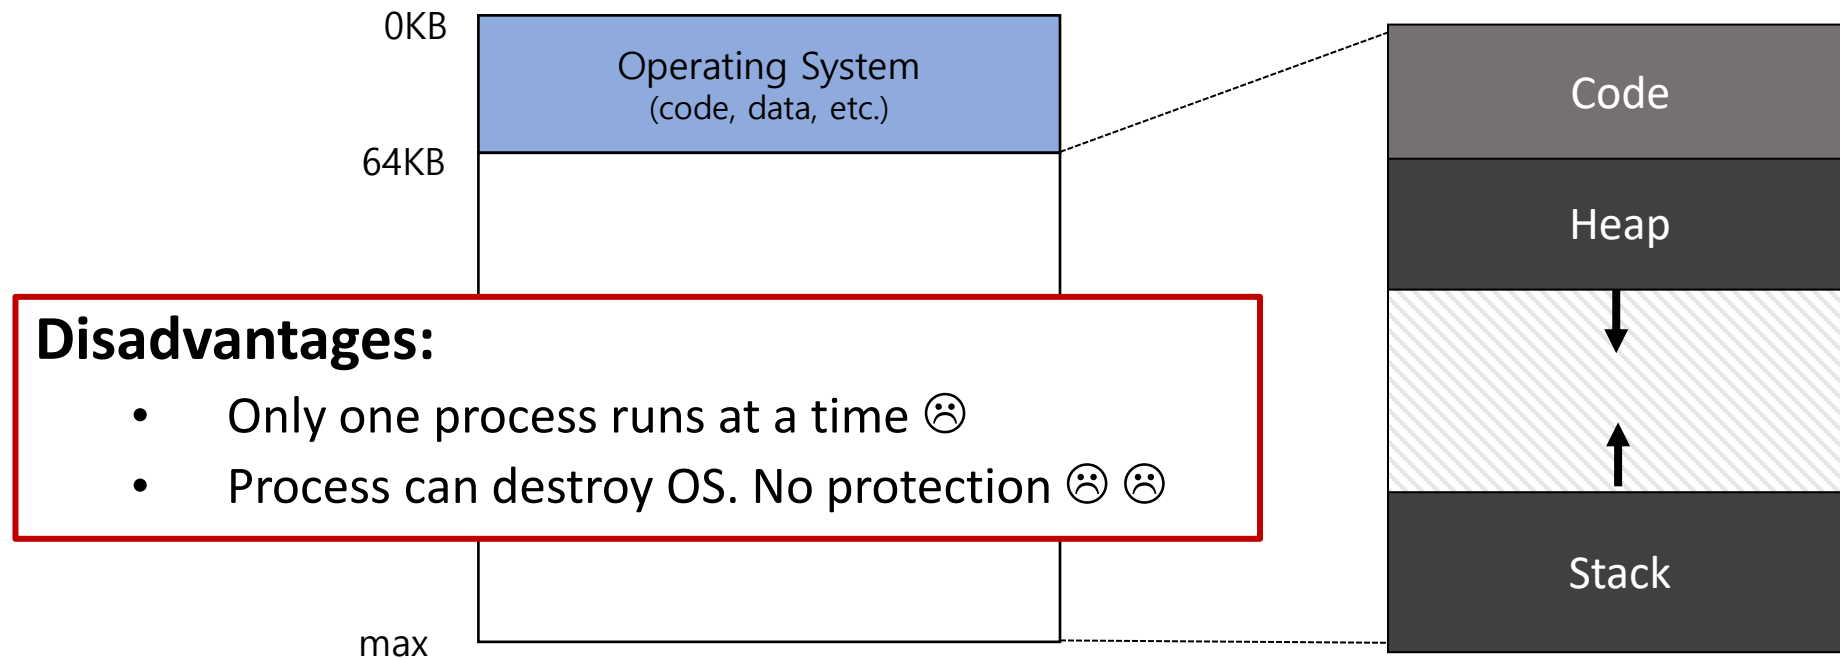 0KB
Operating System
(code, data, etc.)
64KB
Disadvantages:
• Only one process runs at a time ☹
• Process can destroy OS. No protection ☹ ☹
max
Code
Heap
Stack